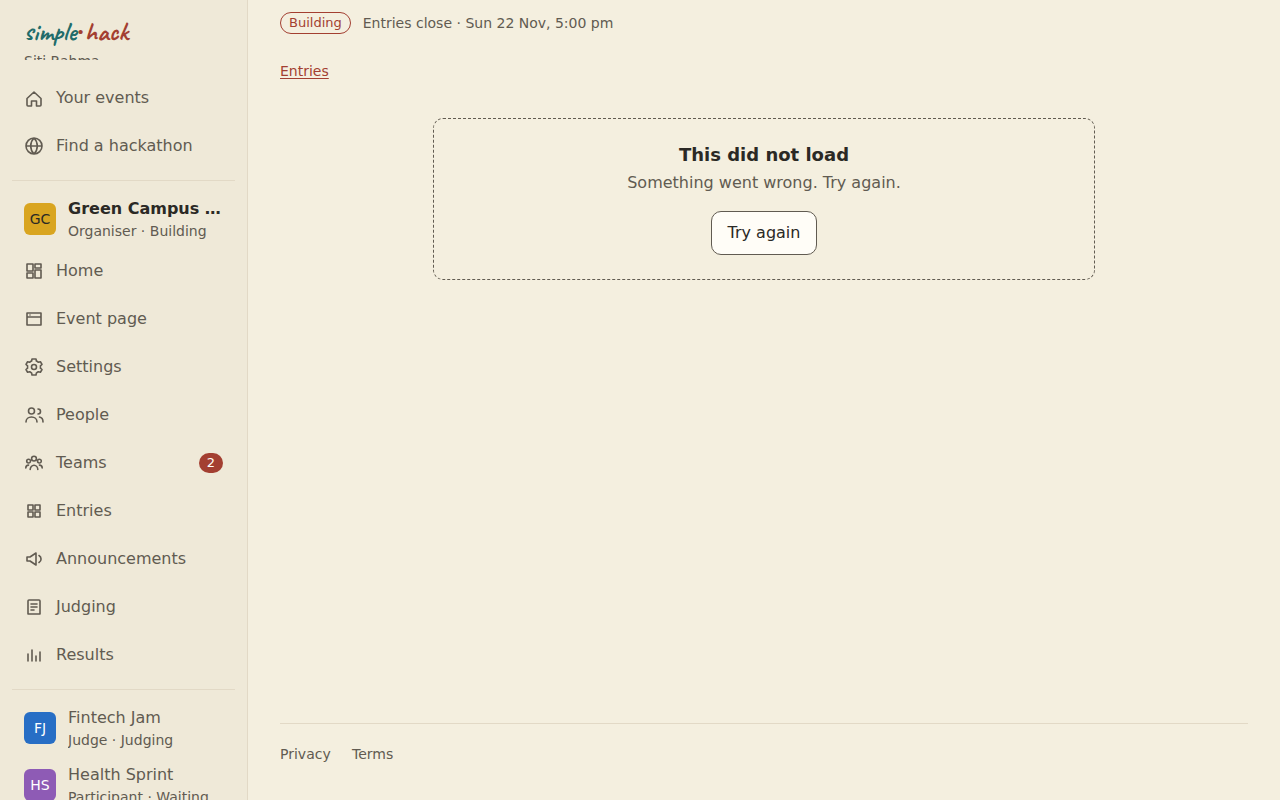 simple·hack
Siti Rahma
Your events
Find a hackathon
GC
Green Campus ...
Organiser · Building
Home
Event page
Settings
People
Teams
2
Entries
Announcements
Judging
Results
FJ
Fintech Jam
Judge · Judging
HS
Health Sprint
Participant · Waiting
Building
Entries close · Sun 22 Nov, 5:00 pm
Entries
This did not load
Something went wrong. Try again.
Try again
Privacy
Terms